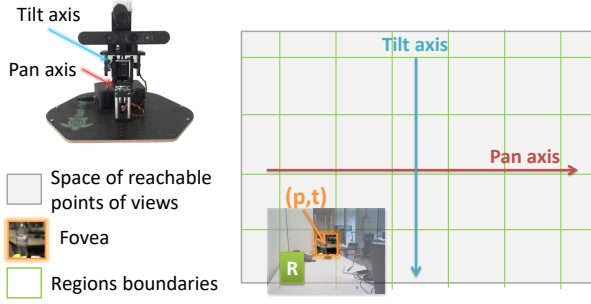 Tilt axis
Pan axis
Space of reachable
points of views
Fovea
Regions boundaries
Tilt axis
Pan axis
(p,t)
R